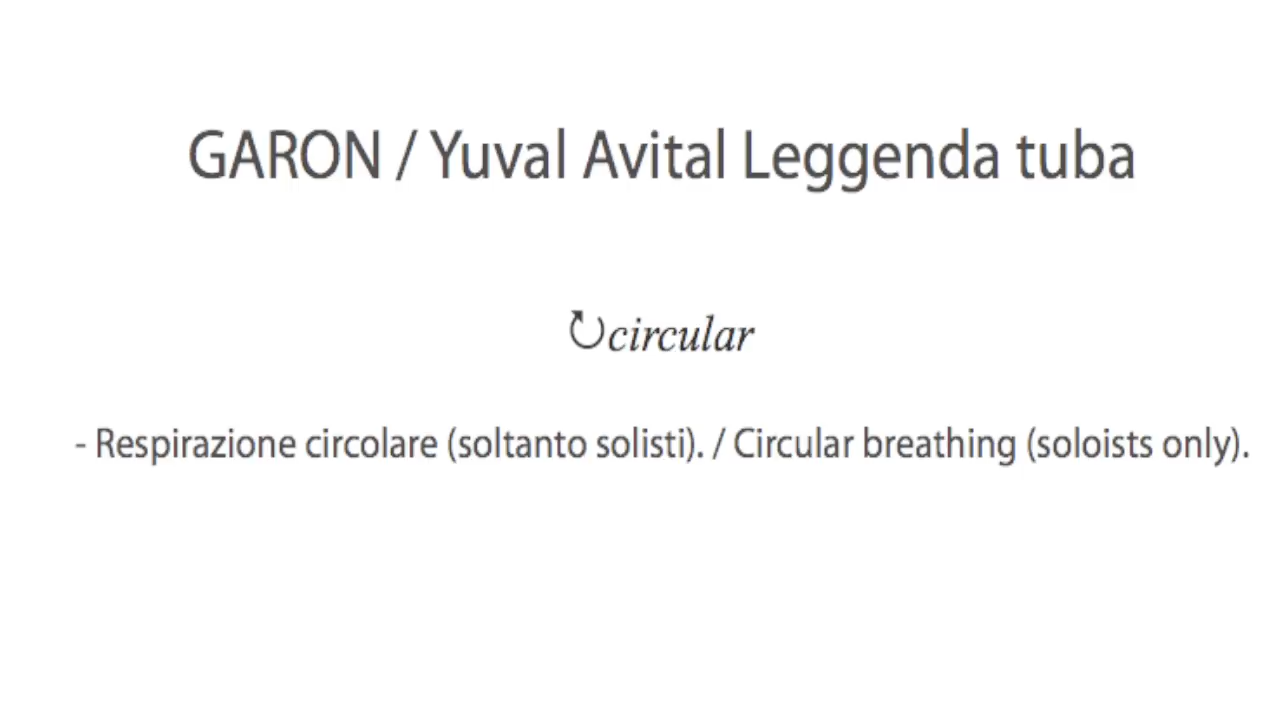 GARON / Yuval Avital Leggenda tuba
↻circular
- Respirazione circolare (soltanto solisti). / Circular breathing (soloists only).